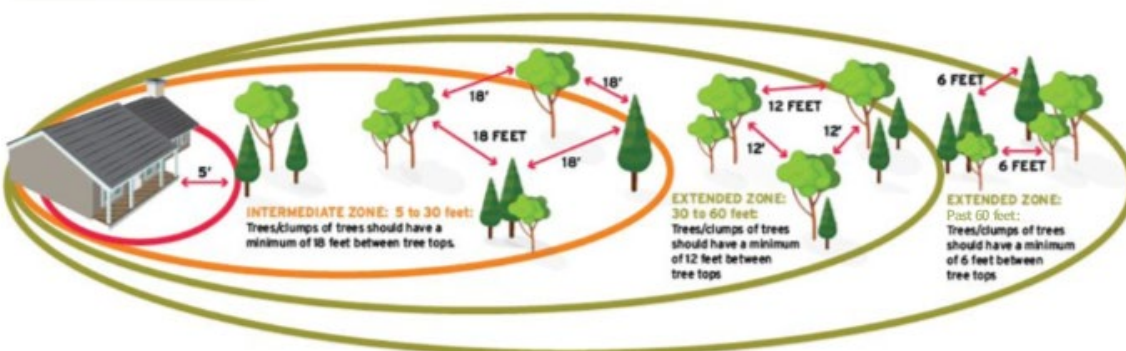 18'
18'
6 FEET
12 FEET
18 FEET
12'
12'
18'
6 FEET
5'
INTERMEDIATE ZONE: 5 to 30 feet:
Trees/clumps of trees should have a
minimum of 18 feet between tree tops.
EXTENDED ZONE:
30 to 60 feet:
Trees/clumps of trees
should have a minimum
of 12 feet between
tree tops
EXTENDED ZONE:
Past 60 feet:
Trees/clumps of trees
should have a minimum
of 6 feet between
tree tops